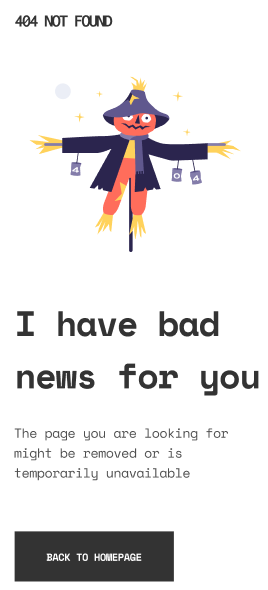 404 NOT FOUND
4
0
4
I have bad
news for you
The page you are looking for
might be removed or is
temporarily unavailable
BACK TO HOMEPAGE